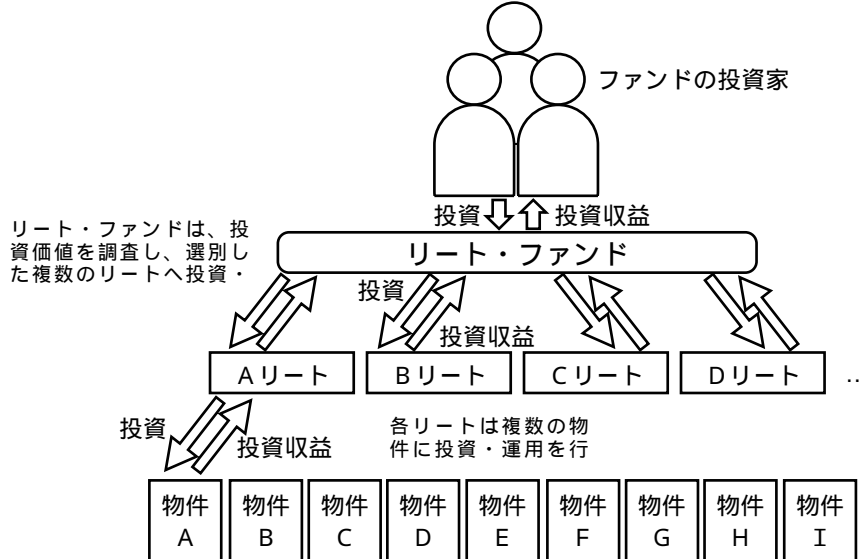 ファンドの投資家
投資
投資収益
リート・ファンドは、投
資価値を調査し、選別し
た複数のリートへ投資・
リート・ファンド
投資
投資収益
Aリート
Bリート
Cリート
Dリート
..
投資
投資収益
各リートは複数の物
件に投資・運用を行
物件
A
物件
B
物件
C
物件
D
物件
E
物件
F
物件
G
物件
H
物件
I